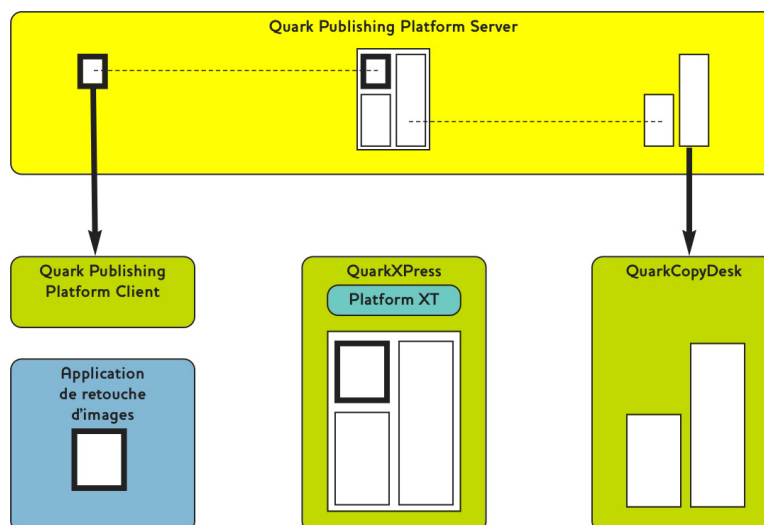 Quark Publishing Platform Server
Quark Publishing
Platform Client
QuarkXPress
Platform XT
QuarkCopyDesk
Application
de retouche
d'images